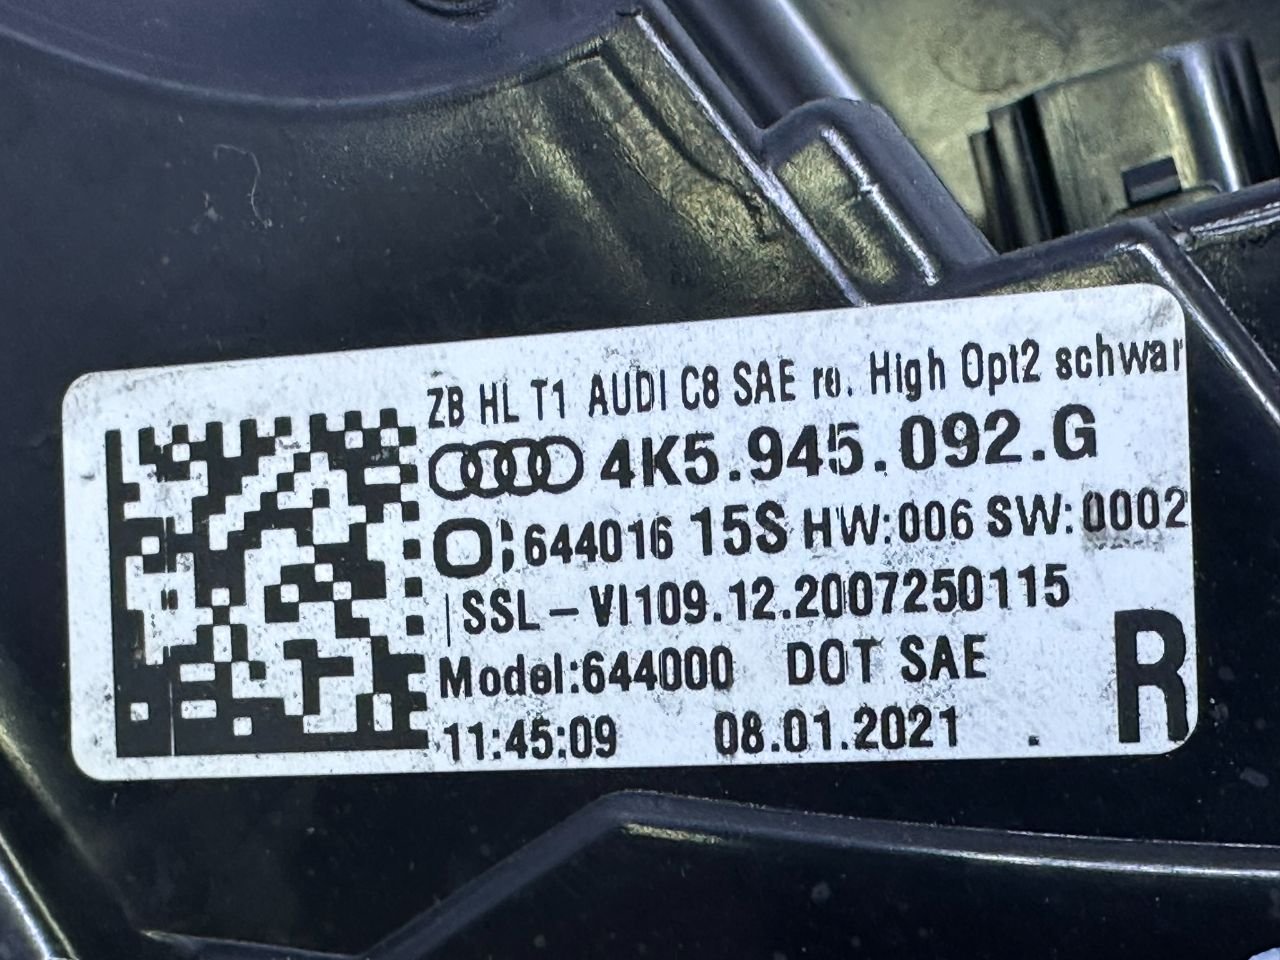 ZB HL T1 AUDI C8 SAE re. High Opt2 schwar
4K5.945.092.G
644016 15S HW:006 SW:0002
SSL-VI109.12.2007250115
Model:644000 DOT SAE
R
11:45:09 08.01.2021 .